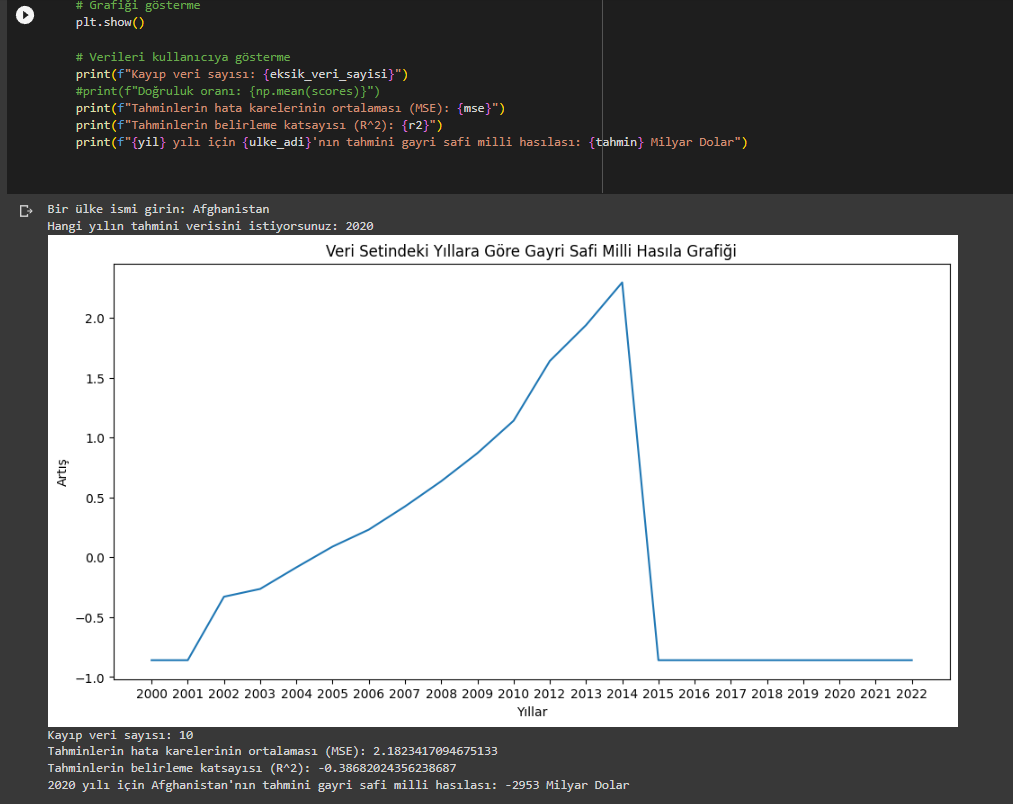 # Grafiği gösterme
plt.show()
# Verileri kullanıcıya gösterme
print(f"Kayıp veri sayısı: {eksik_veri_sayisi}")
#print(f"Doğruluk oranı: {np.mean(scores)}")
print(f"Tahminlerin hata karelerinin ortalaması (MSE): {mse}")
print(f"Tahminlerin belirleme katsayısı (R^2): {r2}")
print(f"{yil} yılı için {ulke_adi}'nın tahmini gayri safi milli hasılası: {tahmin} Milyar Dolar")
Bir ülke ismi girin: Afghanistan
Hangi yılın tahmini verisini istiyorsunuz: 2020
Veri Setindeki Yıllara Göre Gayri Safi Milli Hasıla Grafiği
2.0
1.5
1.0
0.5
0.0
−0.5
−1.0
Artış
2000 2001 2002 2003 2004 2005 2006 2007 2008 2009 2010 2012 2013 2014 2015 2016 2017 2018 2019 2020 2021 2022
Yıllar
Kayıp veri sayısı: 10
Tahminlerin hata karelerinin ortalaması (MSE): 2.1823417094675133
Tahminlerin belirleme katsayısı (R^2): -0.38682024356238687
2020 yılı için Afghanistan'nın tahmini gayri safi milli hasılası: -2953 Milyar Dolar